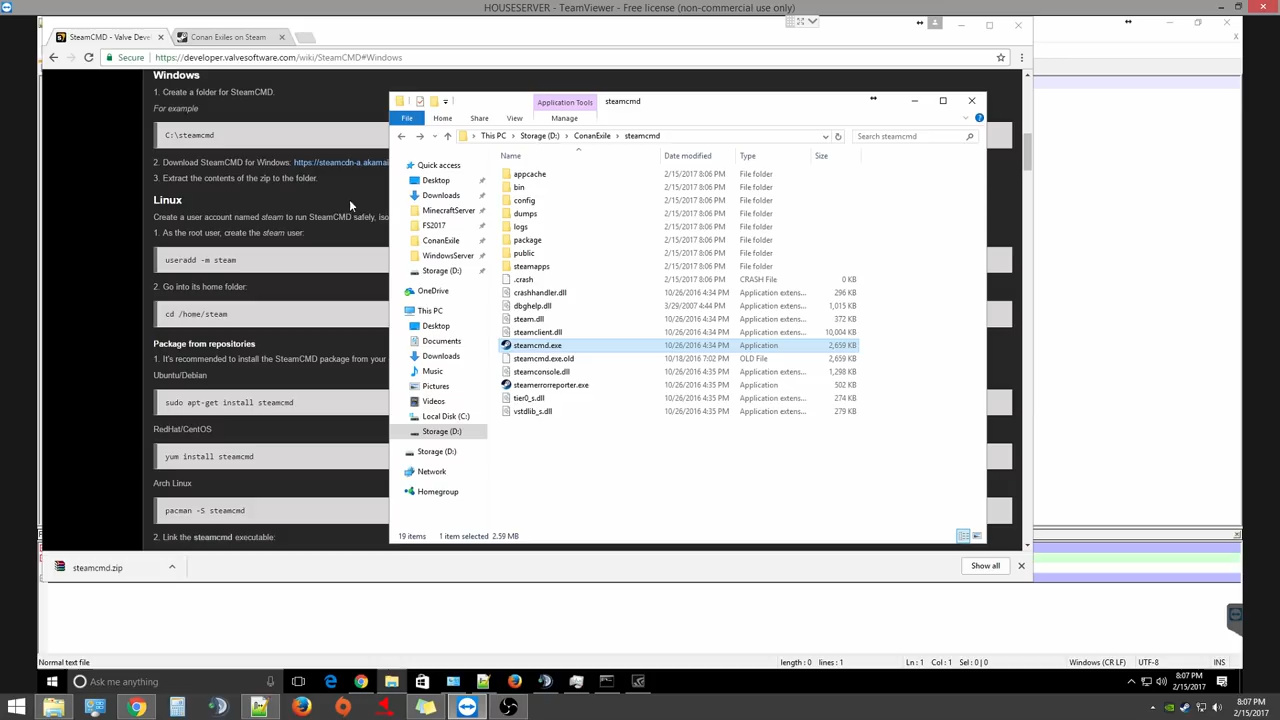 HOUSESERVER - TeamViewer - Free license (non-commercial use only)
SteamCMD - Valve Deve
Conan Exiles on Steam
Secure
https://developer.valvesoftware.com/wiki/SteamCMD#Windows
Windows
1. Create a folder for SteamCMD.
For example
C:\steamcmd
2. Download SteamCMD for Windows: https://steamcdn-a.akamai
3. Extract the contents of the zip to the folder.
Linux
Create a user account named steam to run SteamCMD safely, iso
1. As the root user, create the steam user:
useradd -m steam
2. Go into its home folder:
cd /home/steam
Package from repositories
1. It's recommended to install the SteamCMD package from your
Ubuntu/Debian
sudo apt-get install steamcmd
RedHat/CentOS
yum install steamcmd
Arch Linux
pacman -S steamcmd
2. Link the steamcmd executable:
steamcmd.zip
Show all
Application Tools
steamcmd
File
Home
Share
View
Manage
This PC
Storage (D:)
ConanExile
steamcmd
Search steamcmd
Quick access
Desktop
Downloads
MinecraftServer
FS2017
ConanExile
WindowsServer
Storage (D:)
OneDrive
This PC
Desktop
Documents
Downloads
Music
Pictures
Videos
Local Disk (C:)
Storage (D:)
Storage (D:)
Network
Homegroup
Name Date modified Type Size
appcache 2/15/2017 8:06 PM File folder
bin 2/15/2017 8:06 PM File folder
config 2/15/2017 8:06 PM File folder
dumps 2/15/2017 8:06 PM File folder
logs 2/15/2017 8:06 PM File folder
package 2/15/2017 8:06 PM File folder
public 2/15/2017 8:06 PM File folder
steamapps 2/15/2017 8:06 PM File folder
.crash 2/15/2017 8:06 PM CRASH File 0 KB
crashhandler.dll 10/26/2016 4:34 PM Application extens... 296 KB
dbghelp.dll 3/29/2007 4:44 PM Application extens... 1,015 KB
steam.dll 10/26/2016 4:34 PM Application extens... 372 KB
steamclient.dll 10/26/2016 4:34 PM Application extens... 10,004 KB
steamcmd.exe 10/26/2016 4:34 PM Application 2,659 KB
steamcmd.exe.old 10/18/2016 7:02 PM OLD File 2,659 KB
steamconsole.dll 10/26/2016 4:35 PM Application extens... 1,298 KB
steamerrorreporter.exe 10/26/2016 4:35 PM Application 502 KB
tier0_s.dll 10/26/2016 4:35 PM Application extens... 274 KB
vstdlib_s.dll 10/26/2016 4:35 PM Application extens... 279 KB
19 items 1 item selected 2.59 MB
Normal text file
length : 0 lines : 1
Ln : 1 Col : 1 Sel : 0 | 0
Windows (CR LF)
UTF-8
INS
Ask me anything
8:07 PM
2/15/2017
8:07 PM
2/15/2017